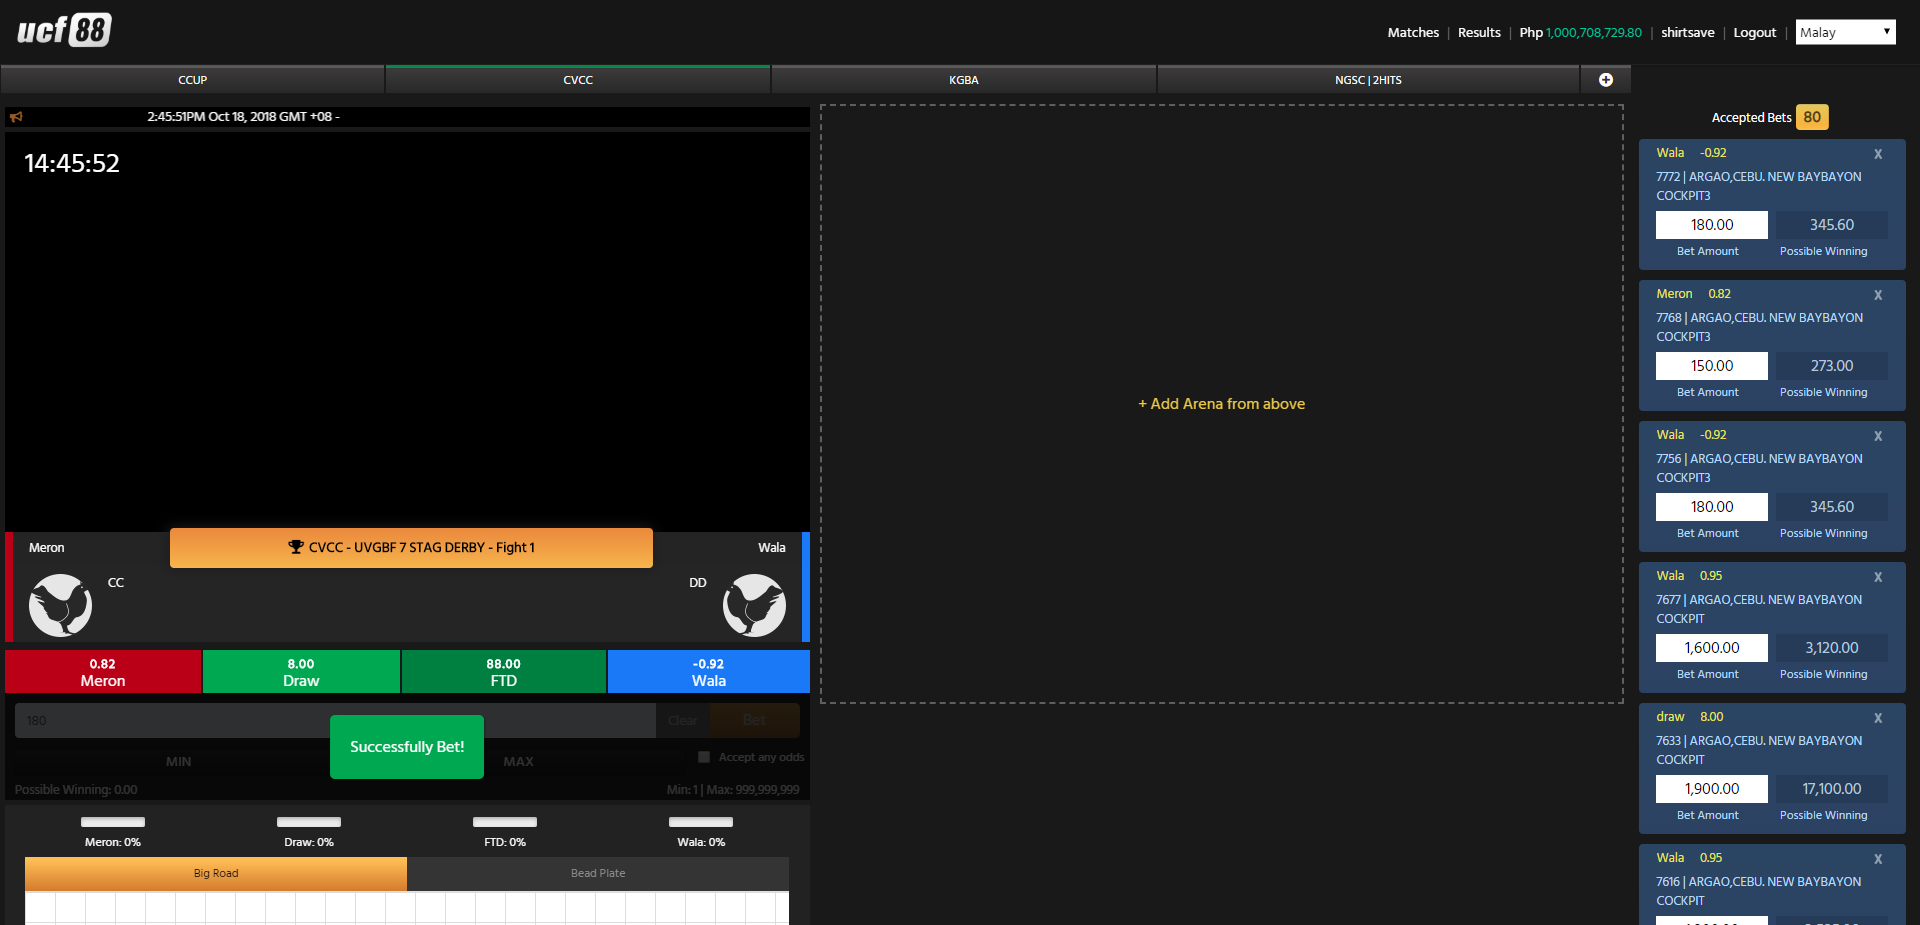 ucf88
Matches | Results | Php 1,000,708,729.80 | shirtsave | Logout | Malay
CCUP
CVCC
KGBA
NGSC | 2HITS
2:45:51PM Oct 18, 2018 GMT +08 -
14:45:52
Meron
CVCC - UVGBF 7 STAG DERBY - Fight 1
Wala
CC
DD
0.82
Meron
8.00
Draw
88.00
FTD
-0.92
Wala
180
Clear
Bet
Successfully Bet!
MIN
MAX
Accept any odds
Possible Winning: 0.00
Min: 1 | Max: 999,999,999
Meron: 0%
Draw: 0%
FTD: 0%
Wala: 0%
Big Road
Bead Plate
+ Add Arena from above
Accepted Bets 80
Wala -0.92 X
7772 | ARGAO,CEBU. NEW BAYBAYON
COCKPIT3
180.00 345.60
Bet Amount Possible Winning
Meron 0.82 X
7768 | ARGAO,CEBU. NEW BAYBAYON
COCKPIT3
150.00 273.00
Bet Amount Possible Winning
Wala -0.92 X
7756 | ARGAO,CEBU. NEW BAYBAYON
COCKPIT3
180.00 345.60
Bet Amount Possible Winning
Wala 0.95 X
7677 | ARGAO,CEBU. NEW BAYBAYON
COCKPIT
1,600.00 3,120.00
Bet Amount Possible Winning
draw 8.00 X
7633 | ARGAO,CEBU. NEW BAYBAYON
COCKPIT
1,900.00 17,100.00
Bet Amount Possible Winning
Wala 0.95 X
7616 | ARGAO,CEBU. NEW BAYBAYON
COCKPIT